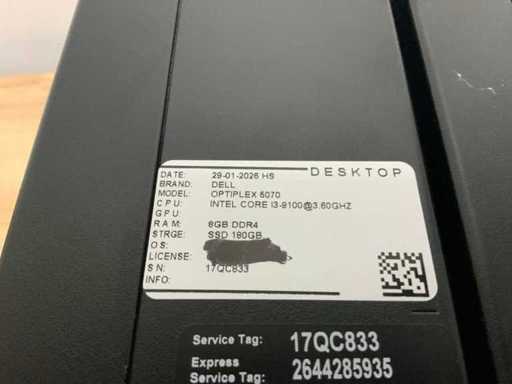 DESKTOP
DATE: 29-01-2026 HS
BRAND: DELL
MODEL: OPTIPLEX 5070
CPU: INTEL CORE I3-9100@3.60GHZ
GPU:
RAM: 8GB DDR4
STRGE: SSD 180GB
OS:
LICENSE:
SN: 17QC833
INFO:
Service Tag: 17QC833
Express
Service Tag: 2644285935